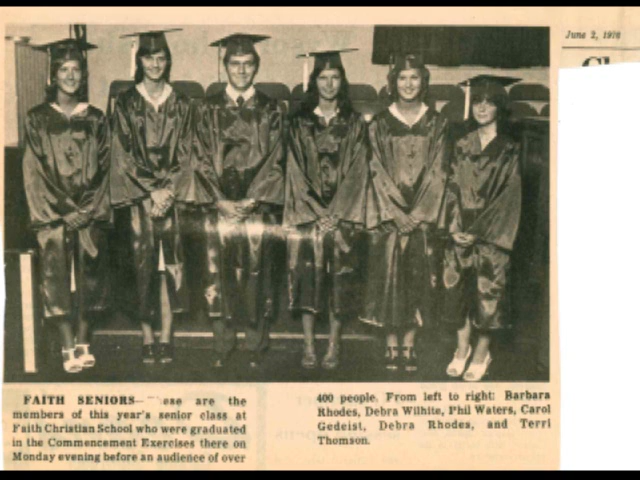 June 2, 1978
FAITH SENIORS— ese are the
members of this year's senior class at
Faith Christian School who were graduated
in the Commencement Exercises there on
Monday evening before an audience of over
400 people. From left to right: Barbara
Rhodes, Debra Wilhite, Phil Waters, Carol
Gedeist, Debra Rhodes, and Terri
Thomson.